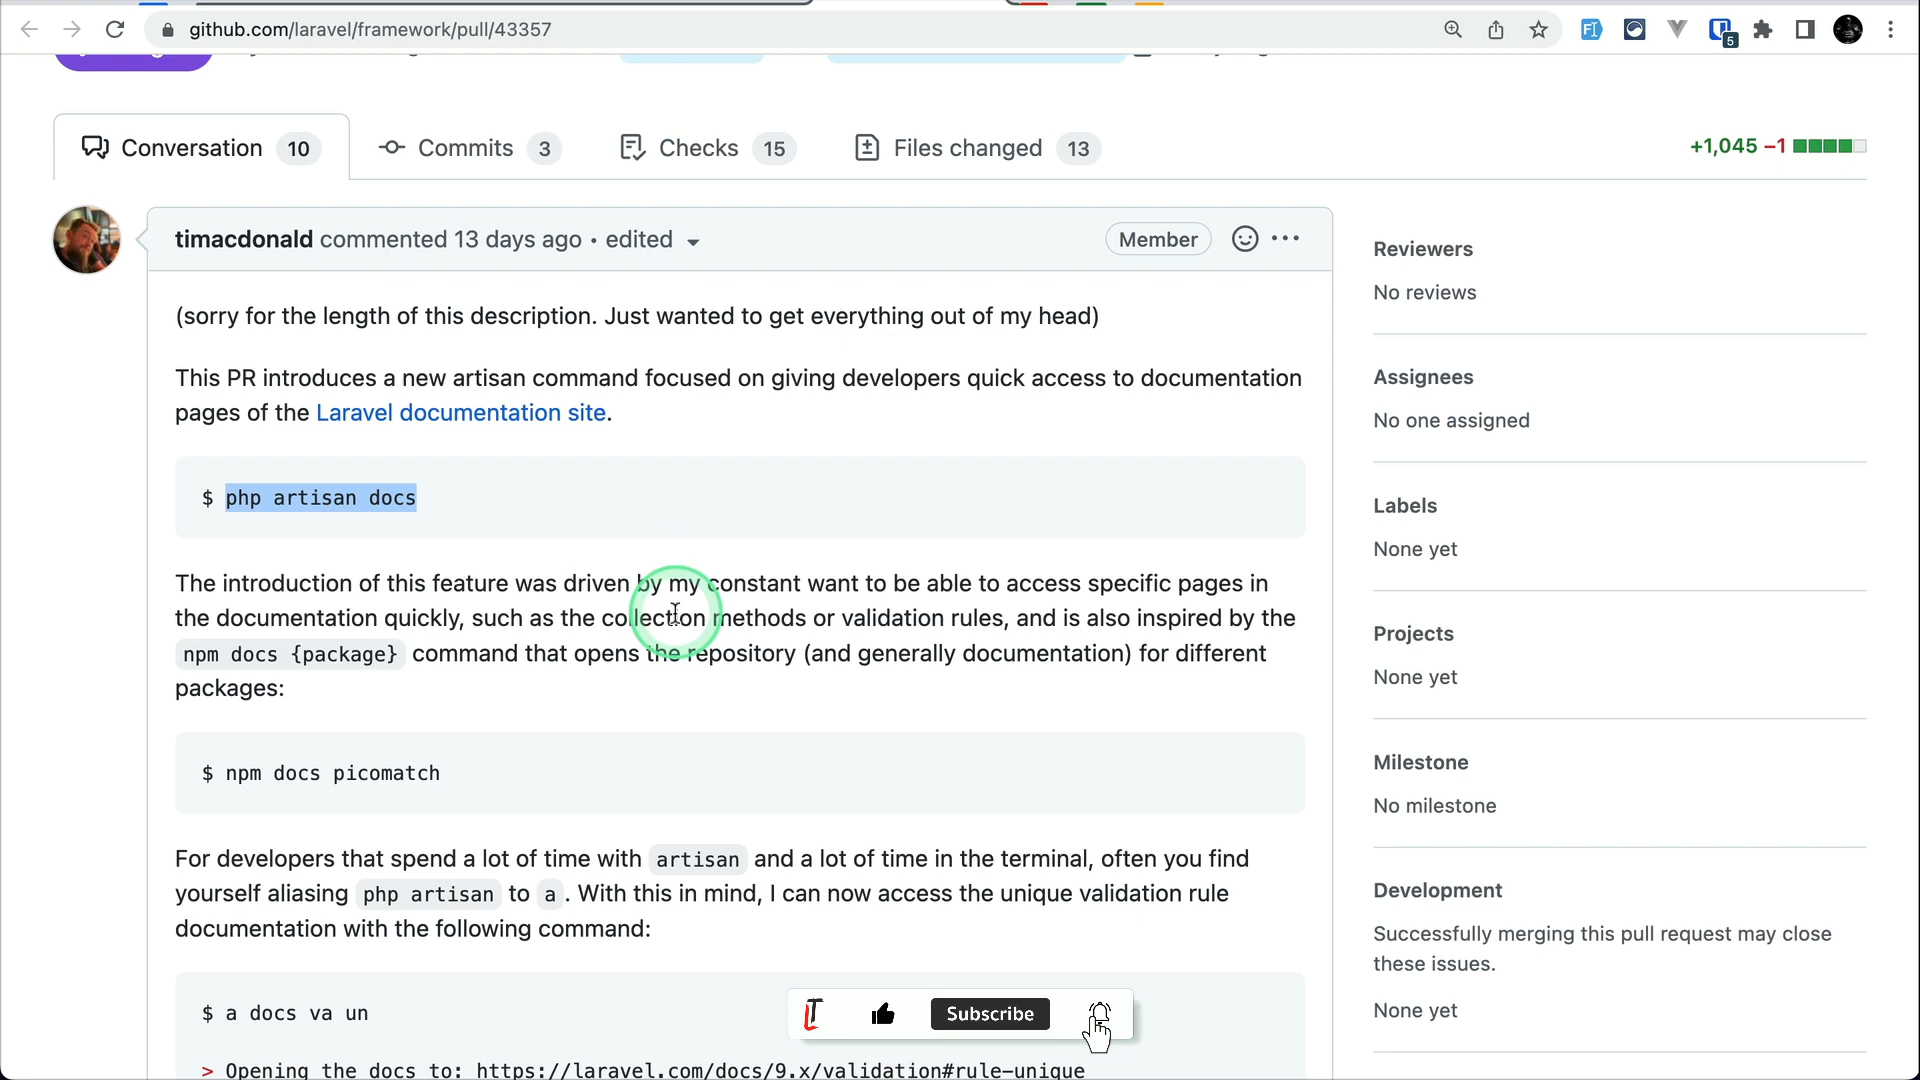 github.com/laravel/framework/pull/43357
5
Conversation 10
Commits 3
Checks 15
Files changed 13
+1,045 −1
timacdonald commented 13 days ago • edited
Member
(sorry for the length of this description. Just wanted to get everything out of my head)
This PR introduces a new artisan command focused on giving developers quick access to documentation
pages of the Laravel documentation site.
$ php artisan docs
The introduction of this feature was driven by my constant want to be able to access specific pages in
the documentation quickly, such as the collection methods or validation rules, and is also inspired by the
npm docs {package} command that opens the repository (and generally documentation) for different
packages:
$ npm docs picomatch
For developers that spend a lot of time with artisan and a lot of time in the terminal, often you find
yourself aliasing php artisan to a . With this in mind, I can now access the unique validation rule
documentation with the following command:
$ a docs va un
> Opening the docs to: https://laravel.com/docs/9.x/validation#rule-unique
LT
Subscribe
Reviewers
No reviews
Assignees
No one assigned
Labels
None yet
Projects
None yet
Milestone
No milestone
Development
Successfully merging this pull request may close
these issues.
None yet